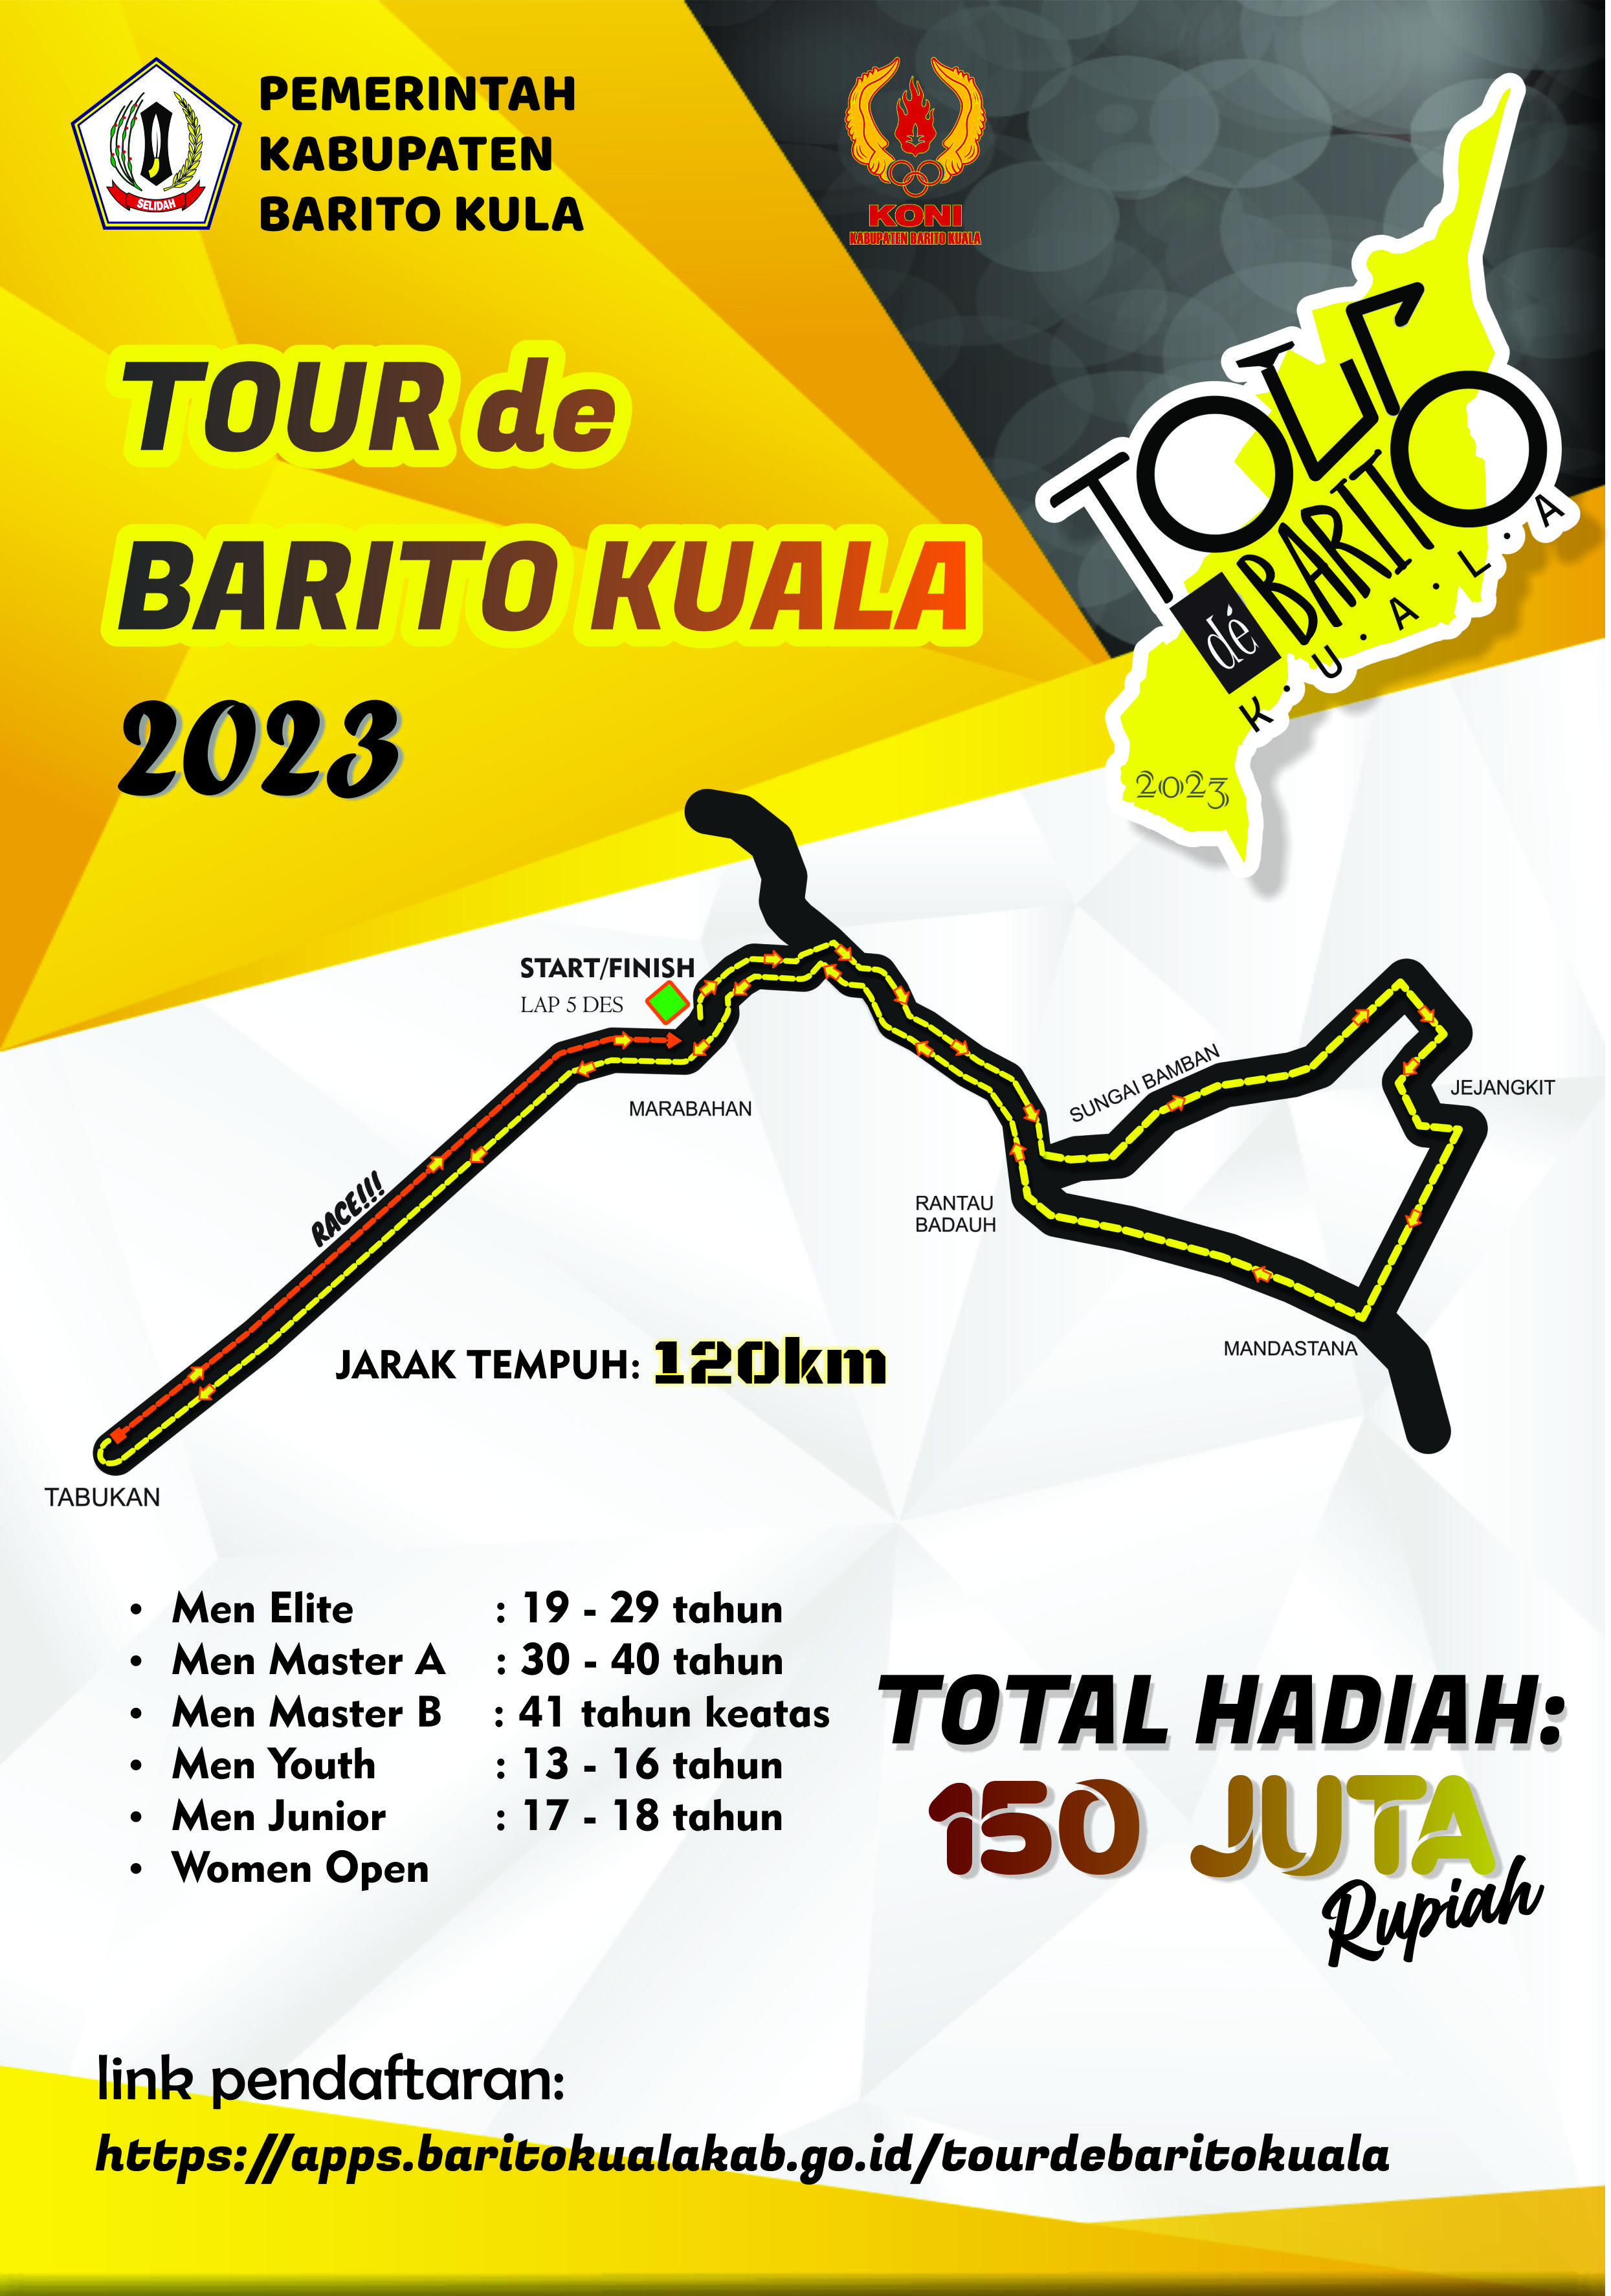 PEMERINTAH
KABUPATEN
BARITO KULA
SELIDAH
KONI
KABUPATEN BARITO KUALA
TOUR de
BARITO KUALA
2023
TOUR
dé BARITO
K.U.A.L.A
2023
START/FINISH
LAP 5 DES
MARABAHAN
SUNGAI BAMBAN
JEJANGKIT
RACE!!!
RANTAU
BADAUH
MANDASTANA
JARAK TEMPUH: 120km
TABUKAN
• Men Elite : 19 - 29 tahun
• Men Master A : 30 - 40 tahun
• Men Master B : 41 tahun keatas
• Men Youth : 13 - 16 tahun
• Men Junior : 17 - 18 tahun
• Women Open
TOTAL HADIAH:
150 JUTA
Rupiah
link pendaftaran:
https://apps.baritokualakab.go.id/tourdebaritokuala